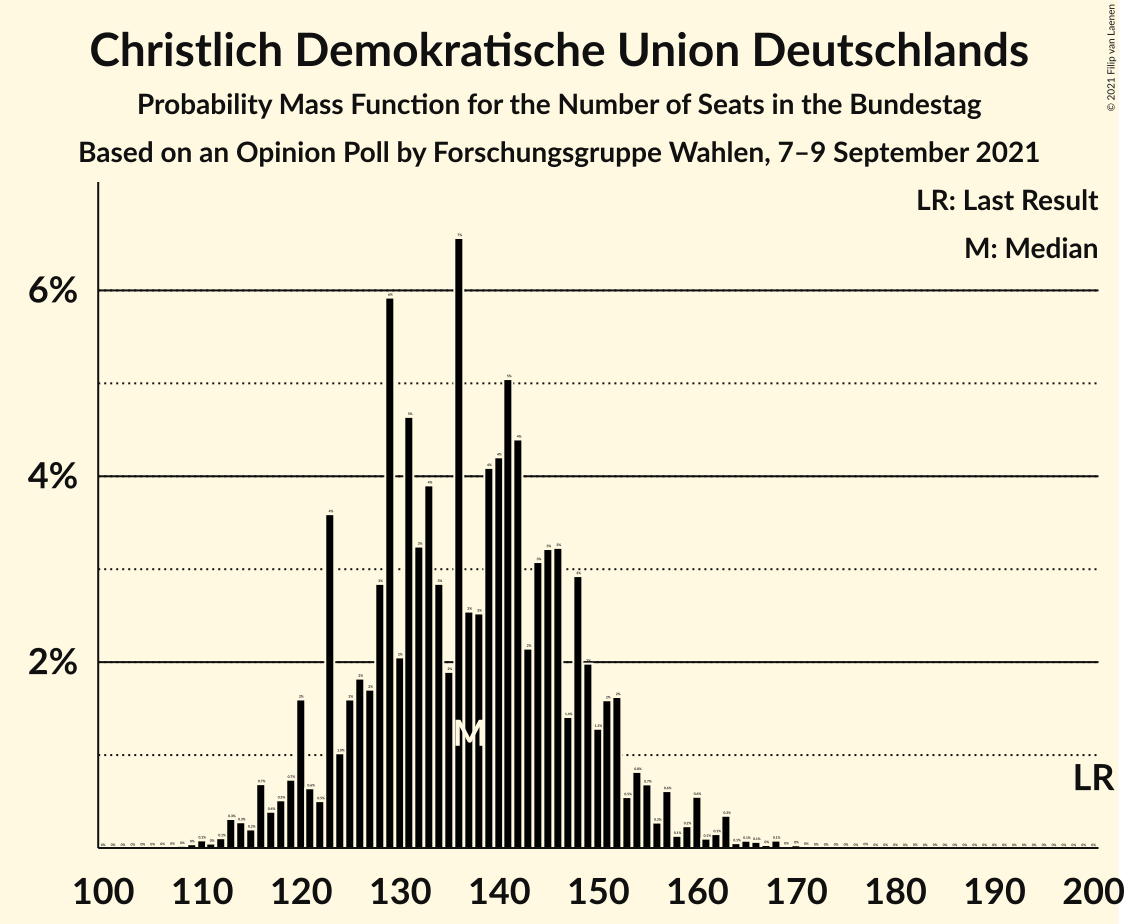 Christlich Demokratische Union Deutschlands
Probability Mass Function for the Number of Seats in the Bundestag
Based on an Opinion Poll by Forschungsgruppe Wahlen, 7–9 September 2021
© 2021 Filip van Laenen
LR: Last Result
M: Median
6%
4%
2%
M
LR
100 110 120 130 140 150 160 170 180 190 200